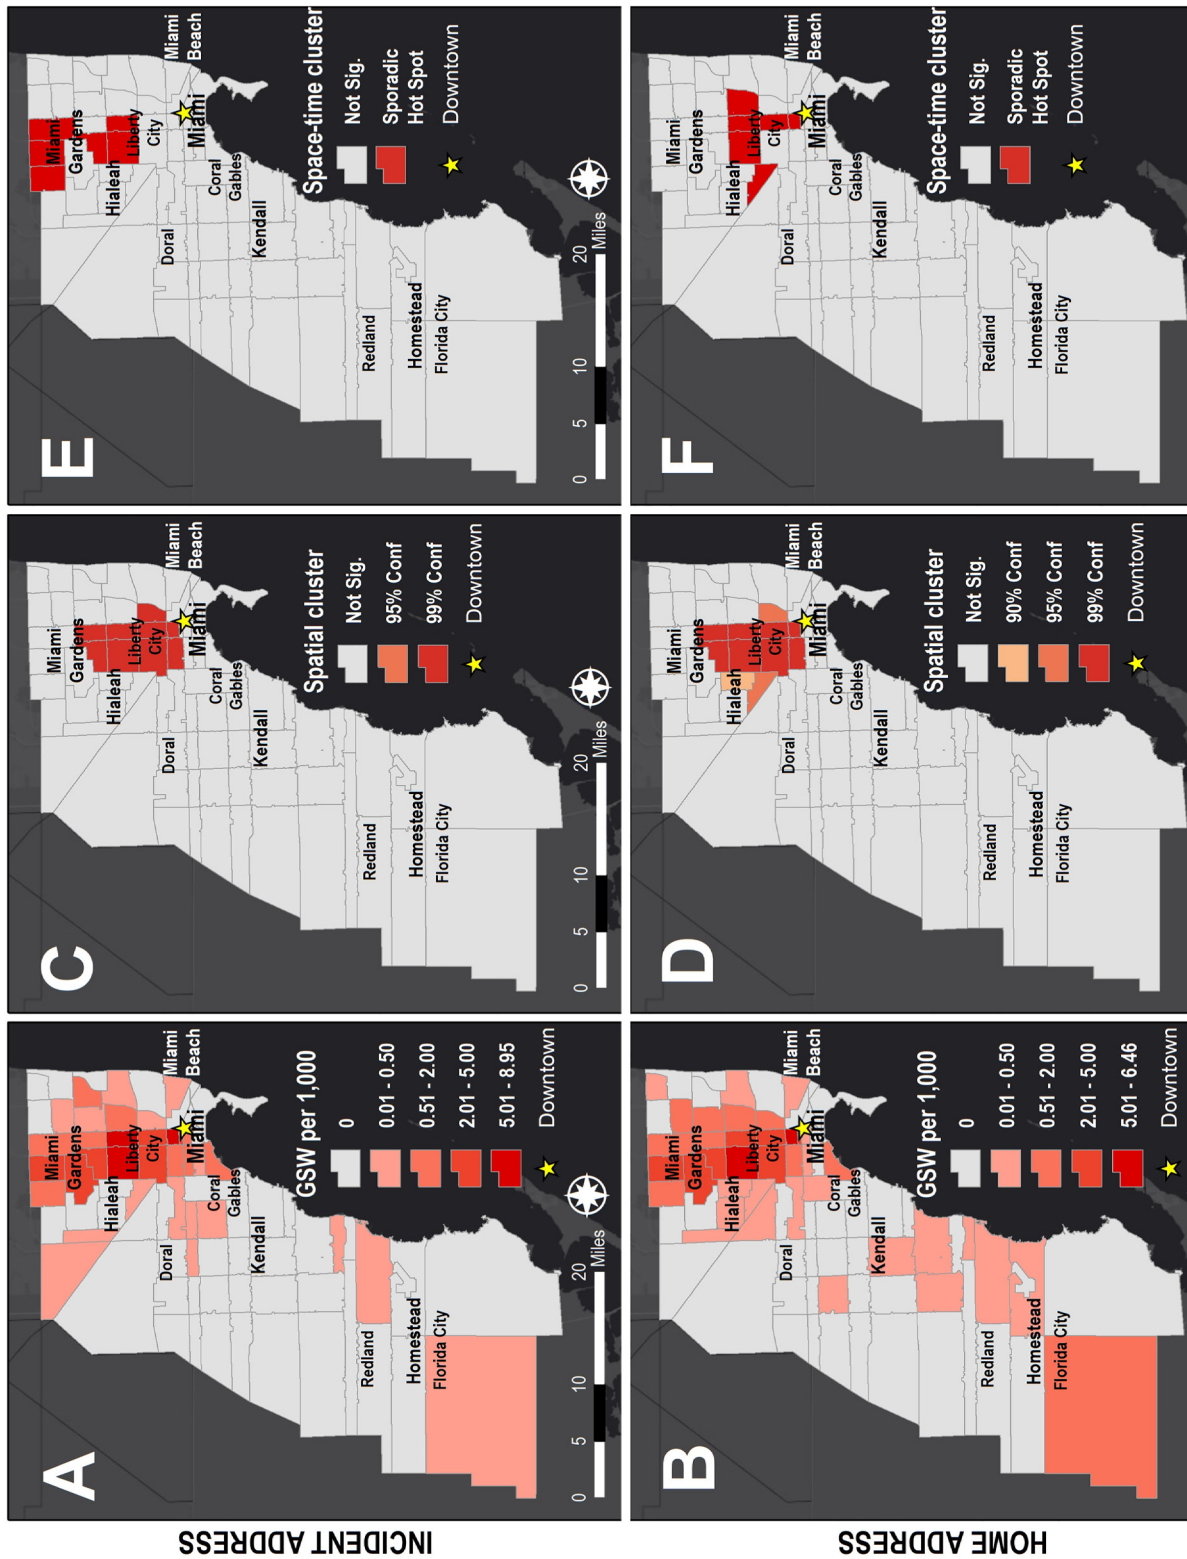 INCIDENT ADDRESS
A
Miami
Gardens
Hialeah
Liberty
City
Miami
Beach
Doral
Miami
Coral
Gables
Kendall
Redland
Homestead
Florida City
GSW per 1,000
0
0.01 - 0.50
0.51 - 2.00
2.01 - 5.00
5.01 - 8.95
Downtown
0 5 10 20
Miles
C
Miami
Gardens
Hialeah
Liberty
City
Miami
Beach
Doral
Miami
Coral
Gables
Kendall
Redland
Homestead
Florida City
Spatial cluster
Not Sig.
95% Conf
99% Conf
Downtown
0 5 10 20
Miles
E
Miami
Gardens
Hialeah
Liberty
City
Miami
Beach
Doral
Miami
Coral
Gables
Kendall
Redland
Homestead
Florida City
Space-time cluster
Not Sig.
Sporadic
Hot Spot
Downtown
0 5 10 20
Miles
HOME ADDRESS
B
Miami
Gardens
Hialeah
Liberty
City
Miami
Beach
Doral
Miami
Coral
Gables
Kendall
Redland
Homestead
Florida City
GSW per 1,000
0
0.01 - 0.50
0.51 - 2.00
2.01 - 5.00
5.01 - 6.46
Downtown
D
Miami
Gardens
Hialeah
Liberty
City
Miami
Beach
Doral
Miami
Coral
Gables
Kendall
Redland
Homestead
Florida City
Spatial cluster
Not Sig.
90% Conf
95% Conf
99% Conf
Downtown
F
Miami
Gardens
Hialeah
Liberty
City
Miami
Beach
Doral
Miami
Coral
Gables
Kendall
Redland
Homestead
Florida City
Space-time cluster
Not Sig.
Sporadic
Hot Spot
Downtown